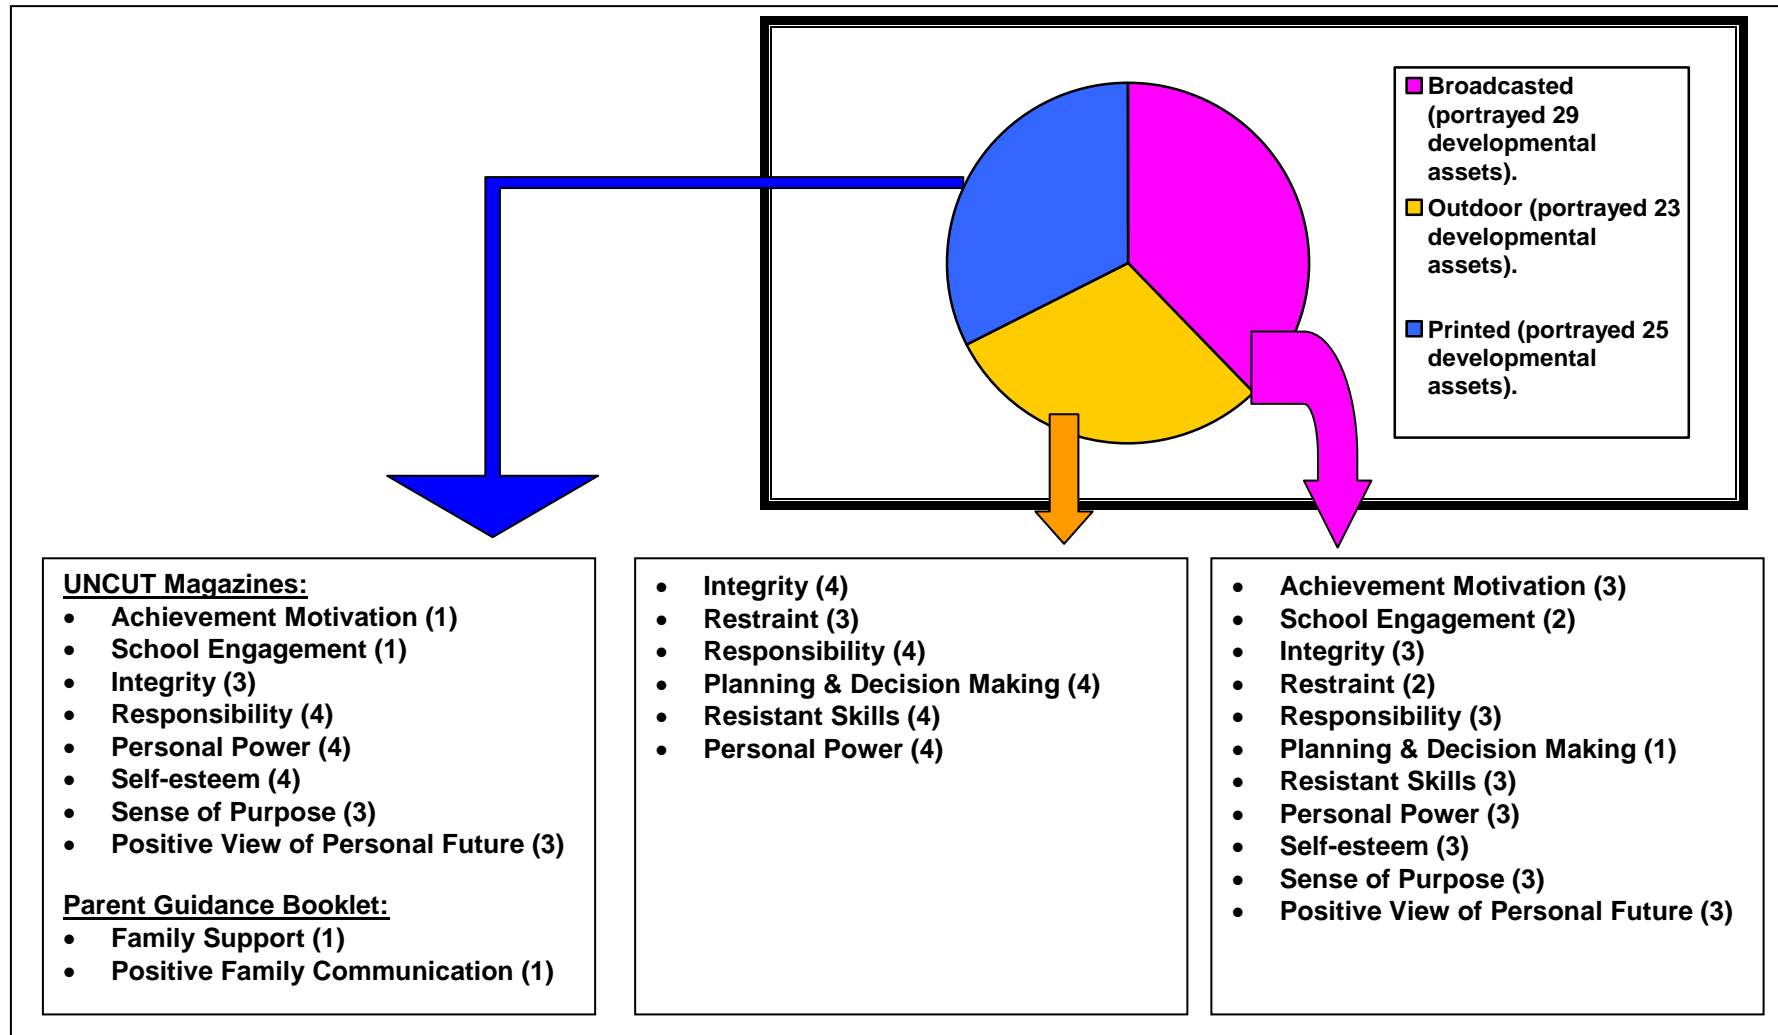 Broadcasted
(portrayed 29
developmental
assets).
Outdoor (portrayed 23
developmental
assets).
Printed (portrayed 25
developmental
assets).
UNCUT Magazines:
• Achievement Motivation (1)
• School Engagement (1)
• Integrity (3)
• Responsibility (4)
• Personal Power (4)
• Self-esteem (4)
• Sense of Purpose (3)
• Positive View of Personal Future (3)
Parent Guidance Booklet:
• Family Support (1)
• Positive Family Communication (1)
• Integrity (4)
• Restraint (3)
• Responsibility (4)
• Planning & Decision Making (4)
• Resistant Skills (4)
• Personal Power (4)
• Achievement Motivation (3)
• School Engagement (2)
• Integrity (3)
• Restraint (2)
• Responsibility (3)
• Planning & Decision Making (1)
• Resistant Skills (3)
• Personal Power (3)
• Self-esteem (3)
• Sense of Purpose (3)
• Positive View of Personal Future (3)